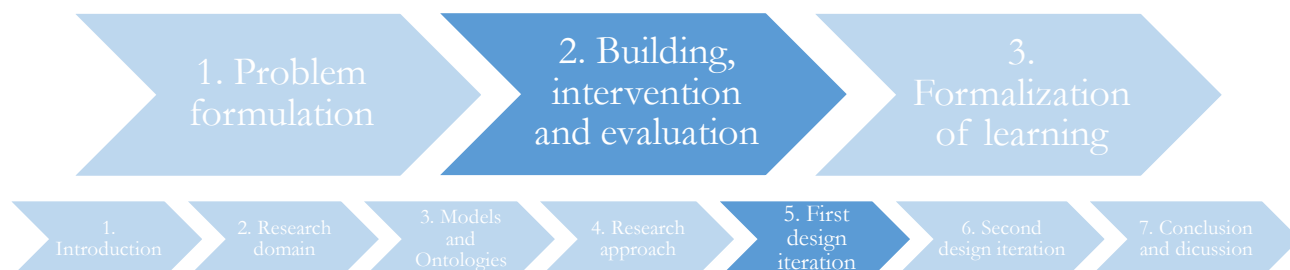 1. Problem
formulation
2. Building,
intervention
and evaluation
3.
Formalization
of learning
1.
Introduction
2. Research
domain
3. Models
and
Ontologies
4. Research
approach
5. First
design
iteration
6. Second
design iteration
7. Conclusion
and dicussion